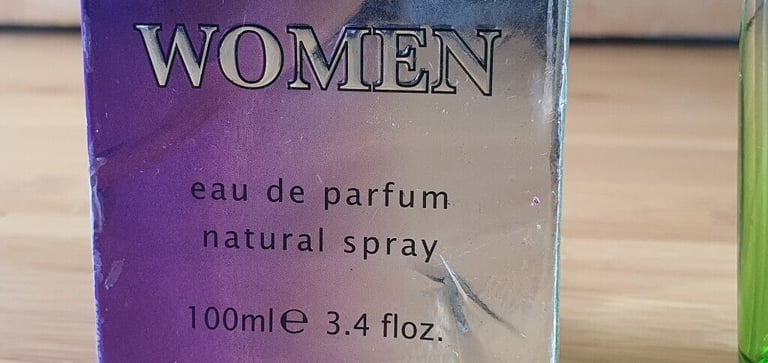 WOMEN
eau de parfum
natural spray
100ml℮ 3.4 floz.